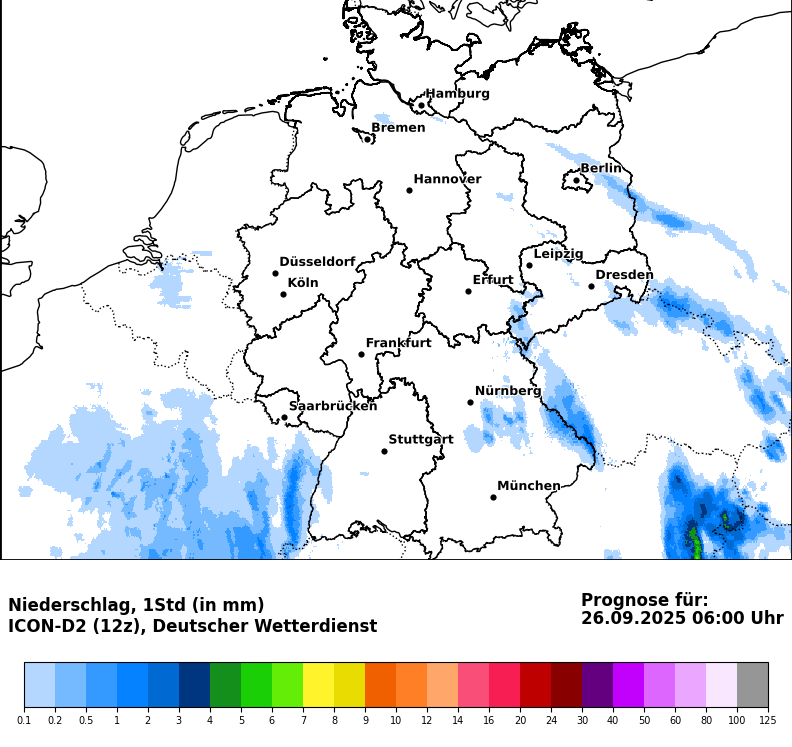 Hamburg
Bremen
Berlin
Hannover
Leipzig
Düsseldorf
Dresden
Köln
Erfurt
Frankfurt
Nürnberg
Saarbrücken
Stuttgart
München
Niederschlag, 1Std (in mm)
ICON-D2 (12z), Deutscher Wetterdienst
Prognose für:
26.09.2025 06:00 Uhr
0.1 0.2 0.5 1 2 3 4 5 6 7 8 9 10 12 14 16 20 24 30 40 50 60 80 100 125